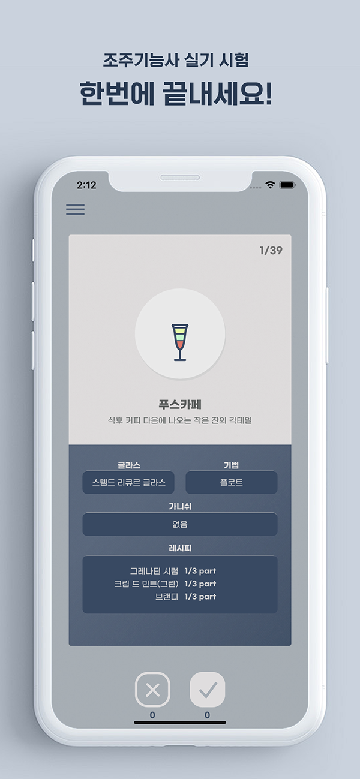 조주기능사 실기 시험
한번에 끝내세요!
2:12
1/39
푸스카페
식후 커피 다음에 나오는 작은 잔의 칵테일
글라스
기법
스템드 리큐르 글라스
플로트
가니쉬
없음
레시피
그레나딘 시럽 1/3 part
크림 드 민트(그린) 1/3 part
브랜디 1/3 part
0
0